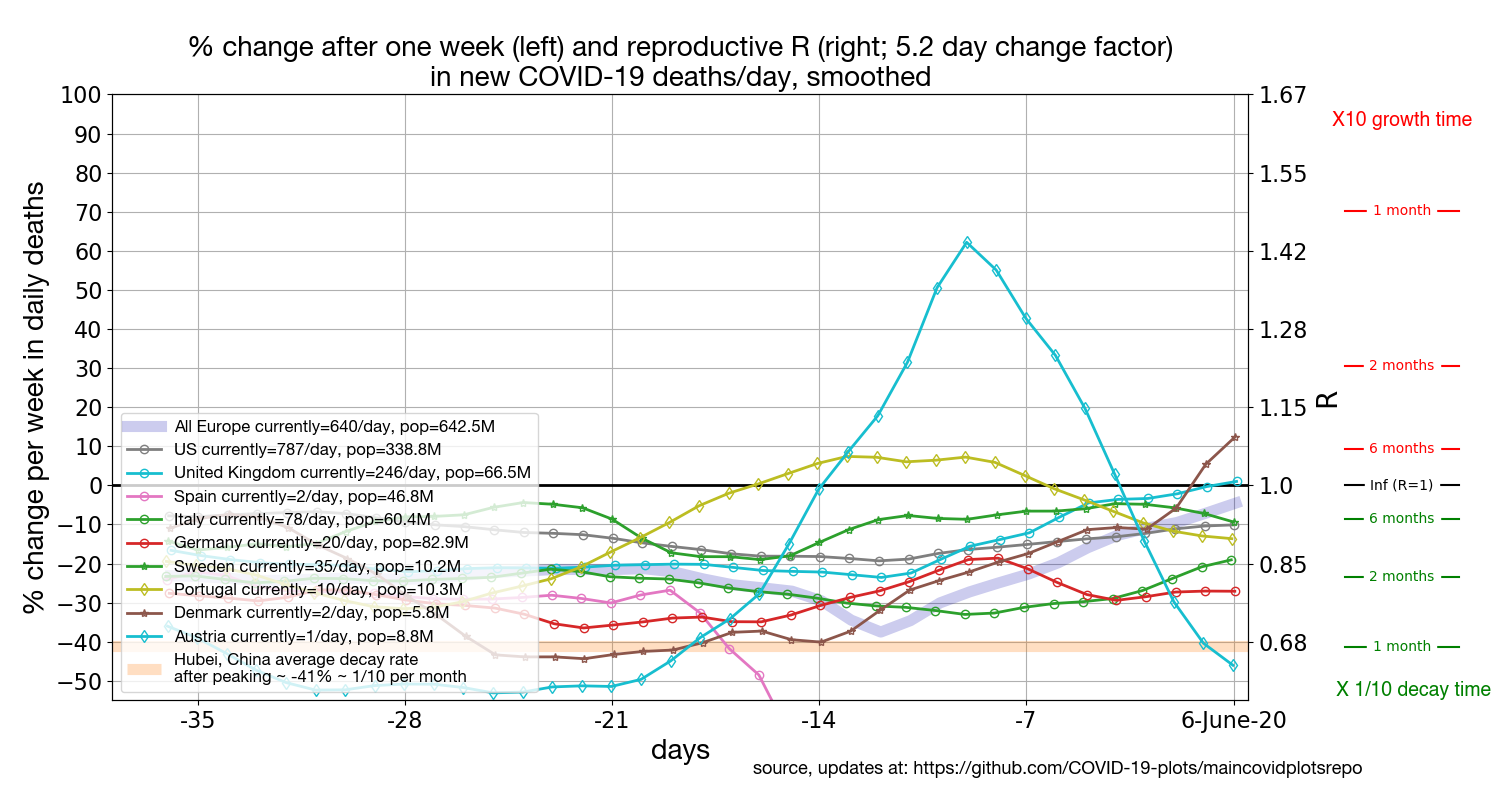 % change after one week (left) and reproductive R (right; 5.2 day change factor)
in new COVID-19 deaths/day, smoothed
% change per week in daily deaths
100
90
80
70
60
50
40
30
20
10
0
−10
−20
−30
−40
−50
All Europe currently=640/day, pop=642.5M
US currently=787/day, pop=338.8M
United Kingdom currently=246/day, pop=66.5M
Spain currently=2/day, pop=46.8M
Italy currently=78/day, pop=60.4M
Germany currently=20/day, pop=82.9M
Sweden currently=35/day, pop=10.2M
Portugal currently=10/day, pop=10.3M
Denmark currently=2/day, pop=5.8M
Austria currently=1/day, pop=8.8M
Hubei, China average decay rate
after peaking ~ -41% ~ 1/10 per month
-35
-28
-21
-14
-7
6-June-20
days
1.67
1.55
1.42
1.28
1.15
1.0
0.85
0.68
R
X10 growth time
1 month
2 months
6 months
Inf (R=1)
6 months
2 months
1 month
X 1/10 decay time
source, updates at: https://github.com/COVID-19-plots/maincovidplotsrepo